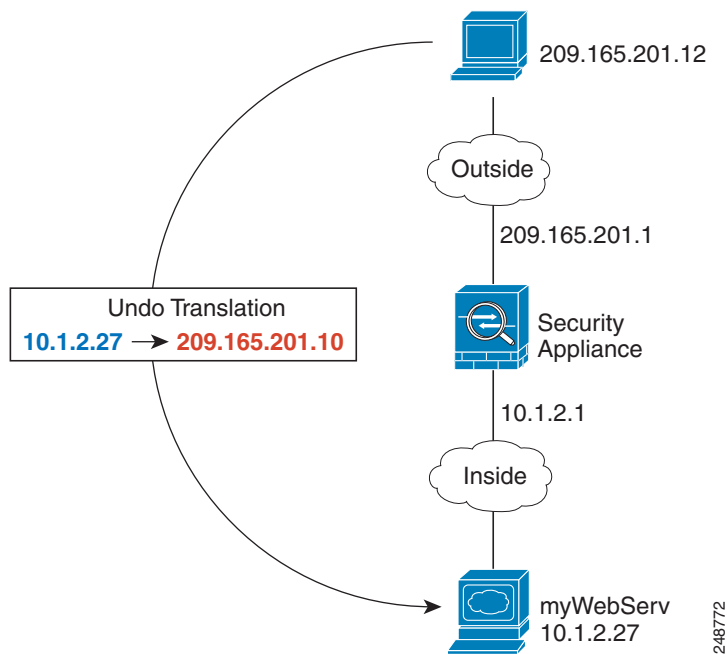 209.165.201.12
Outside
209.165.201.1
Undo Translation
10.1.2.27 → 209.165.201.10
Security
Appliance
10.1.2.1
Inside
myWebServ
10.1.2.27
248772